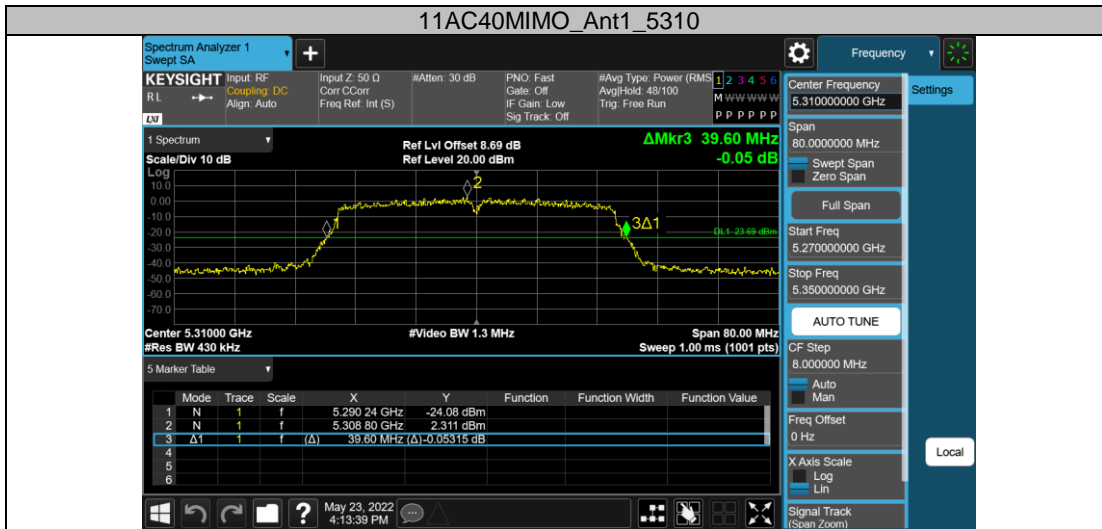 11AC40MIMO_Ant1_5310
Spectrum Analyzer 1
Swept SA
Frequency
KEYSIGHT
RL
LXI
Input: RF
Coupling: DC
Align: Auto
Input Z: 50 Ω
Corr CCorr
Freq Ref: Int (S)
#Atten: 30 dB
PNO: Fast
Gate: Off
IF Gain: Low
Sig Track: Off
#Avg Type: Power (RMS
Avg|Hold: 48/100
Trig: Free Run
1 2 3 4 5 6
M W W W W W
P P P P P P
Center Frequency
5.310000000 GHz
Settings
Span
80.0000000 MHz
Swept Span
Zero Span
Full Span
Start Freq
5.270000000 GHz
Stop Freq
5.350000000 GHz
AUTO TUNE
CF Step
8.000000 MHz
Auto
Man
Freq Offset
0 Hz
X Axis Scale
Log
Lin
Signal Track
(Span Zoom)
Local
1 Spectrum
Scale/Div 10 dB
Ref Lvl Offset 8.69 dB
Ref Level 20.00 dBm
ΔMkr3 39.60 MHz
-0.05 dB
Log
10.0
0.00
-10.0
-20.0
-30.0
-40.0
-50.0
-60.0
-70.0
2
1
3Δ1
DL1 -23.69 dBm
Center 5.31000 GHz
#Video BW 1.3 MHz
Span 80.00 MHz
#Res BW 430 kHz
Sweep 1.00 ms (1001 pts)
5 Marker Table
Mode Trace Scale X Y Function Function Width Function Value
1 N 1 f 5.290 24 GHz -24.08 dBm
2 N 1 f 5.308 80 GHz 2.311 dBm
3 Δ1 1 f (Δ) 39.60 MHz (Δ) -0.05315 dB
4
5
6
?
May 23, 2022
4:13:39 PM